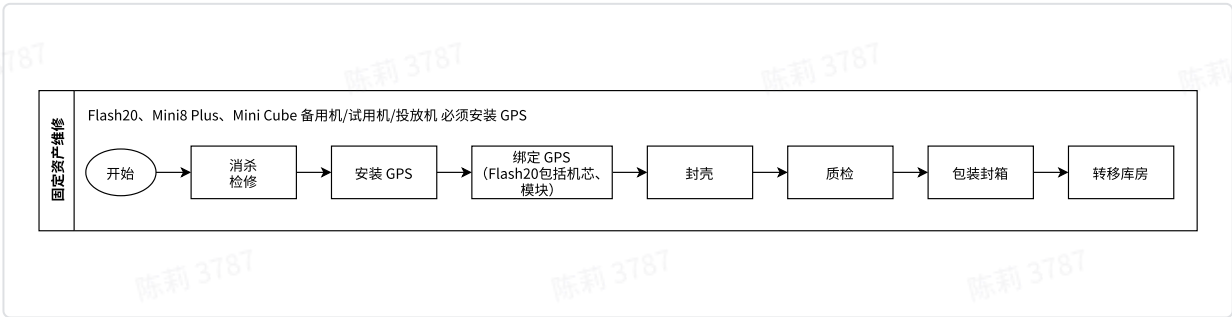 陈莉 3787
陈莉 3787
固定资产维修
Flash20、Mini8 Plus、Mini Cube 备用机/试用机/投放机 必须安装 GPS
开始
消杀
检修
安装 GPS
绑定 GPS
（Flash20包括机芯、
模块）
封壳
质检
包装封箱
转移库房
陈莉 3787
陈莉 3787
陈莉 3787